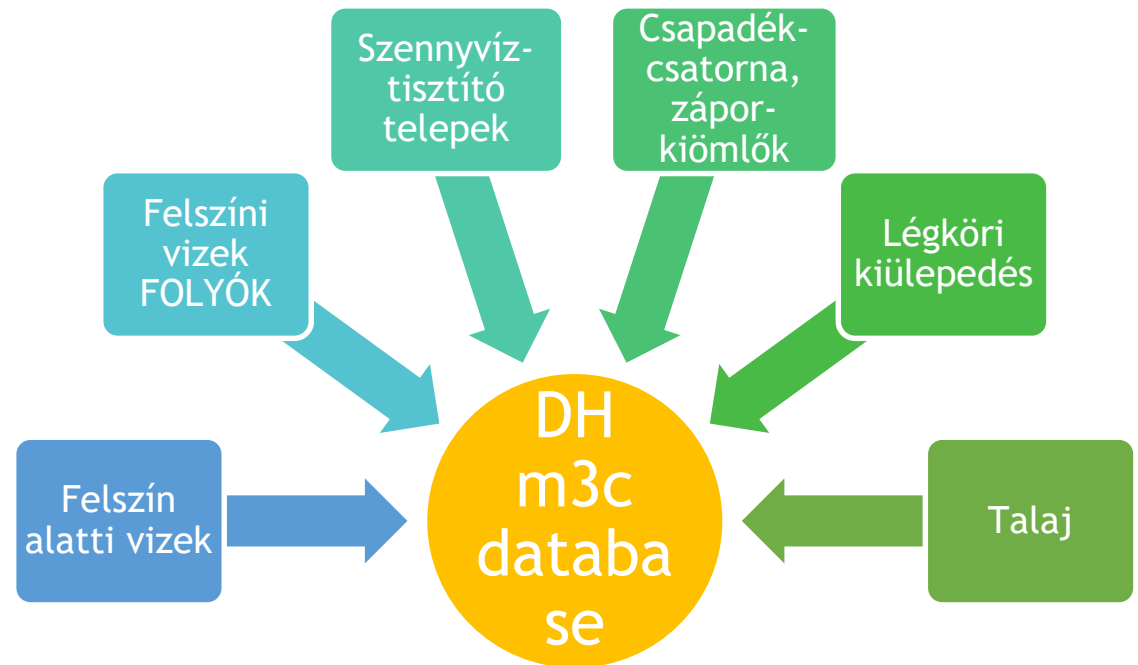 Szennyvíz-
tisztító
telepek
Csapadék-
csatorna,
zápor-
kiömlők
Felszíni
vizek
FOLYÓK
Légköri
kiülepedés
Felszín
alatti vizek
DH
m3c
databa
se
Talaj